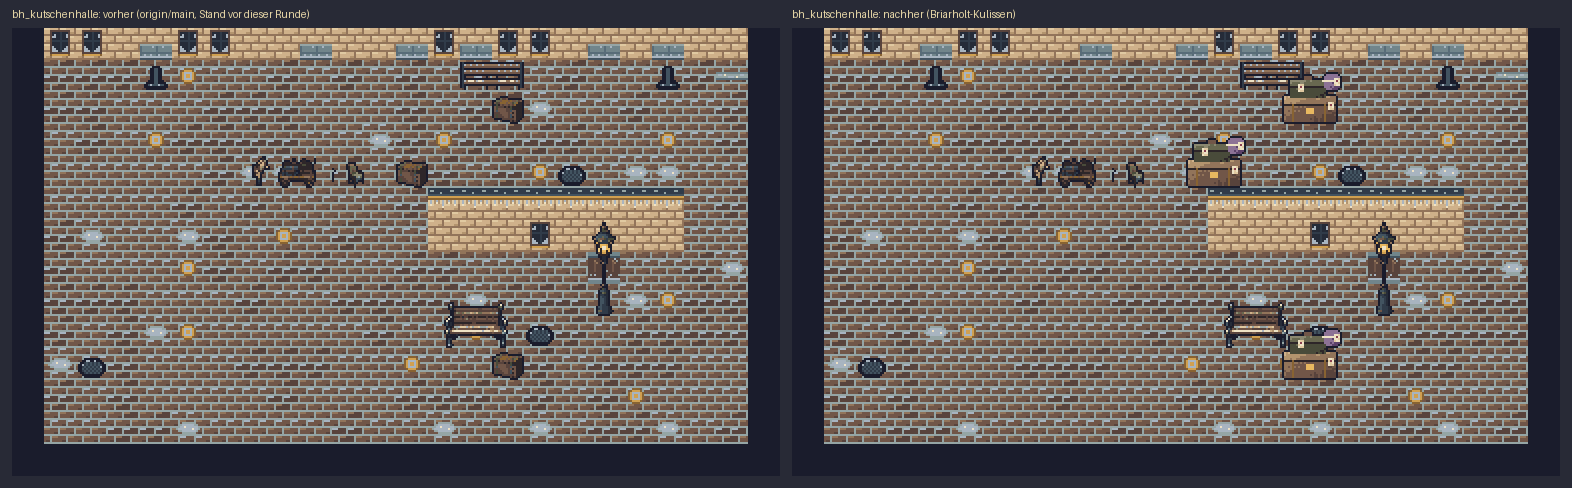 bh_kutschenhalle: vorher (origin/main, Stand vor dieser Runde)
bh_kutschenhalle: nachher (Briarholt-Kulissen)